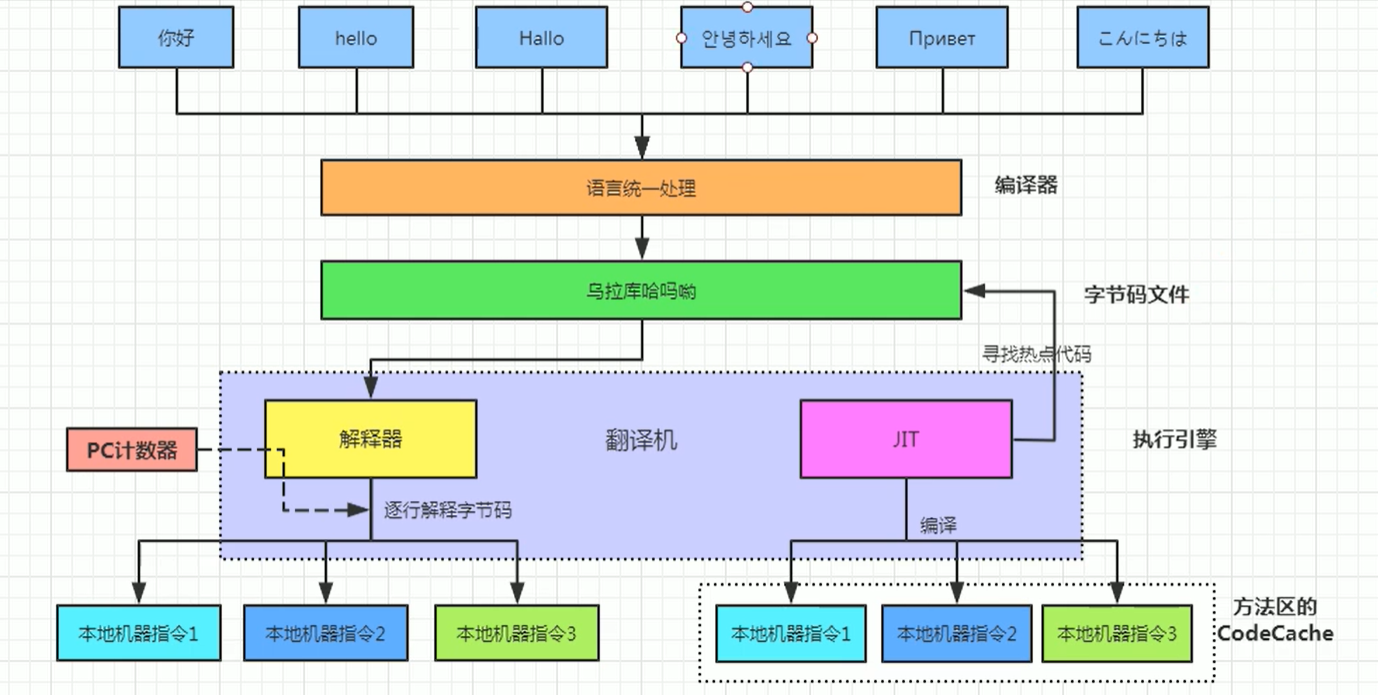 你好
hello
Hallo
안녕하세요
Привет
こんにちは
语言统一处理
编译器
乌拉库哈吗呦
字节码文件
寻找热点代码
PC计数器
解释器
翻译机
JIT
执行引擎
逐行解释字节码
编译
本地机器指令1
本地机器指令2
本地机器指令3
本地机器指令1
本地机器指令2
本地机器指令3
方法区的
CodeCache